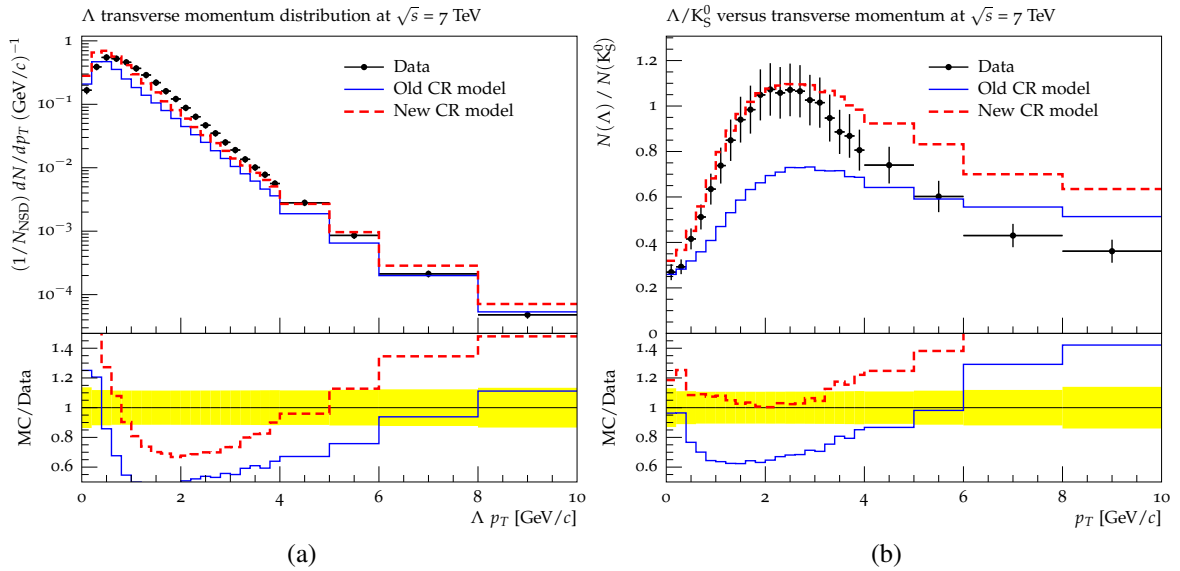 Λ transverse momentum distribution at √s = 7 TeV
1
10⁻¹
10⁻²
10⁻³
10⁻⁴
(1/N_NSD) dN/dp_T (GeV/c)⁻¹
Data
Old CR model
New CR model
1.4
1.2
1
0.8
0.6
MC/Data
0 2 4 6 8 10
Λ p_T [GeV/c]
(a)
Λ/K⁰_S versus transverse momentum at √s = 7 TeV
1.2
1
0.8
0.6
0.4
0.2
0
N(Λ) / N(K⁰_S)
Data
Old CR model
New CR model
1.4
1.2
1
0.8
0.6
MC/Data
0 2 4 6 8 10
p_T [GeV/c]
(b)